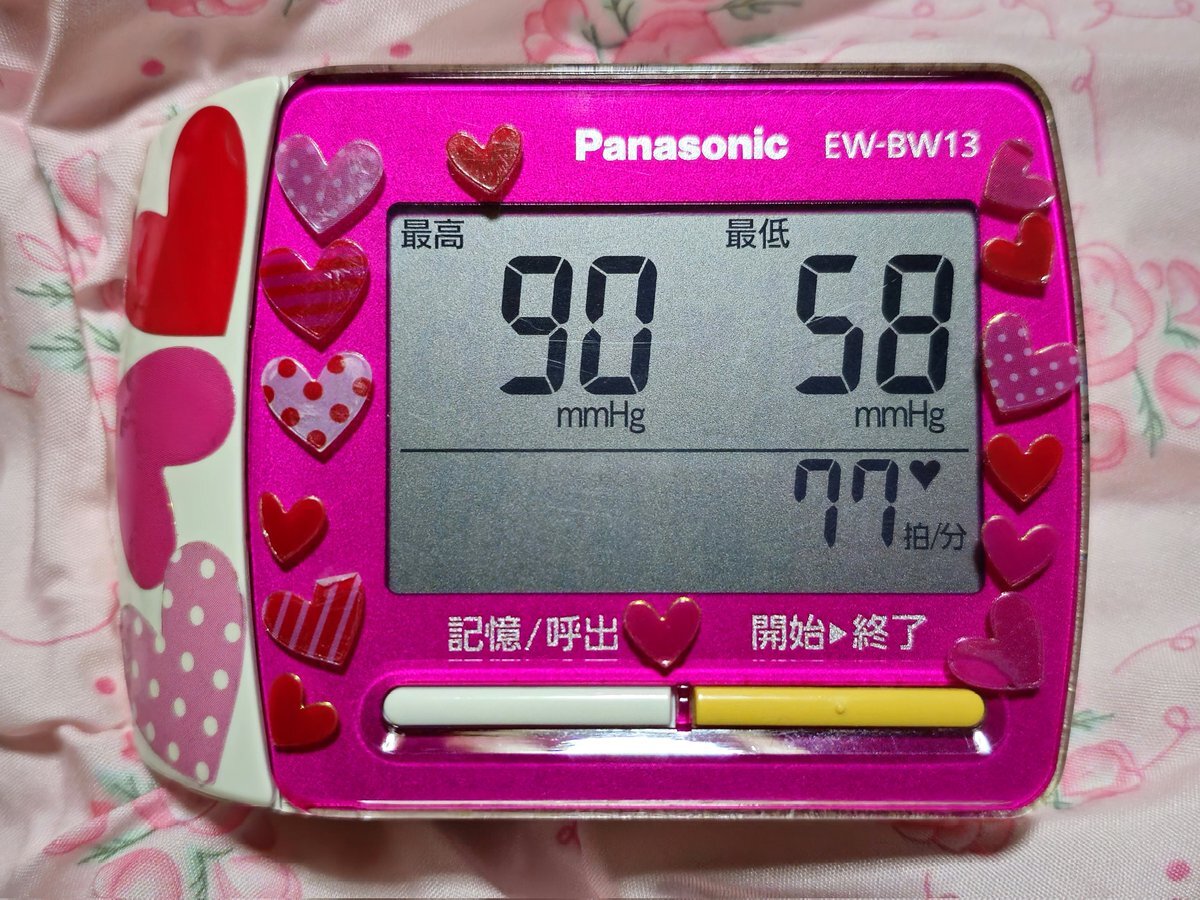 Panasonic EW-BW13
最高 最低
90 58
mmHg mmHg
77
拍/分
記憶/呼出 開始▶終了